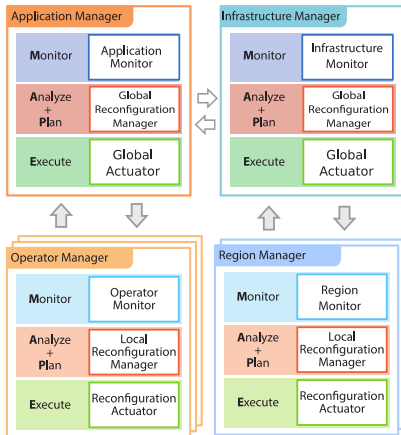 Application Manager
Monitor
Application
Monitor
Analyze
+
Plan
Global
Reconfiguration
Manager
Execute
Global
Actuator
Infrastructure Manager
Monitor
Infrastructure
Monitor
Analyze
+
Plan
Global
Reconfiguration
Manager
Execute
Global
Actuator
Operator Manager
Monitor
Operator
Monitor
Analyze
+
Plan
Local
Reconfiguration
Manager
Execute
Reconfiguration
Actuator
Region Manager
Monitor
Region
Monitor
Analyze
+
Plan
Local
Reconfiguration
Manager
Execute
Reconfiguration
Actuator